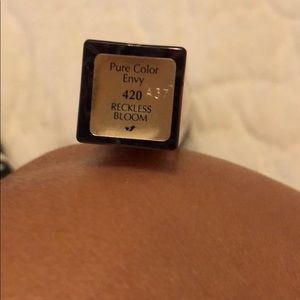 Pure Color
Envy
420 A37
RECKLESS
BLOOM